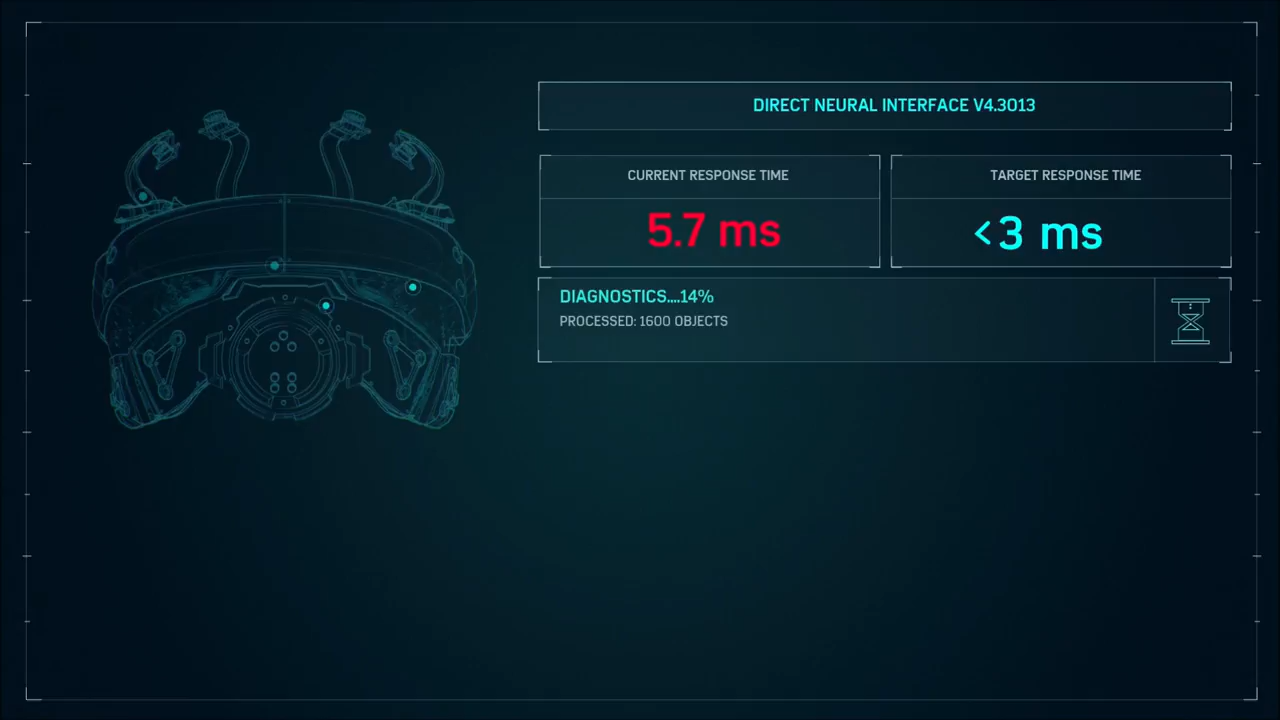 DIRECT NEURAL INTERFACE V4.3013
CURRENT RESPONSE TIME
5.7 ms
TARGET RESPONSE TIME
<3 ms
DIAGNOSTICS....14%
PROCESSED: 1600 OBJECTS